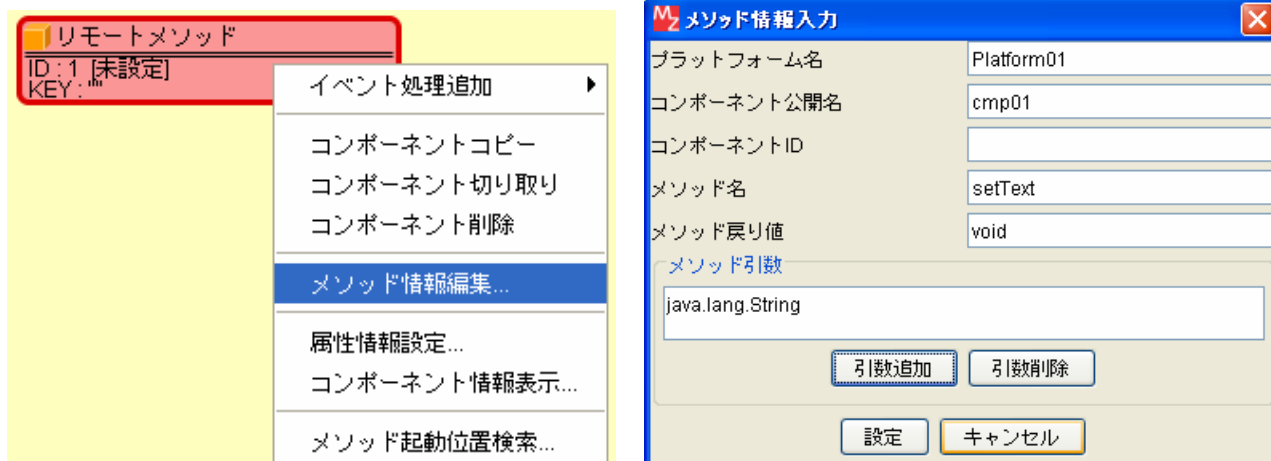 リモートメソッド
ID : 1 [未設定]
KEY : ""
イベント処理追加
コンポーネントコピー
コンポーネント切り取り
コンポーネント削除
メソッド情報編集...
属性情報設定...
コンポーネント情報表示...
メソッド起動位置検索...
MZ メソッド情報入力
プラットフォーム名 Platform01
コンポーネント公開名 cmp01
コンポーネントID
メソッド名 setText
メソッド戻り値 void
メソッド引数
java.lang.String
引数追加 引数削除
設定 キャンセル